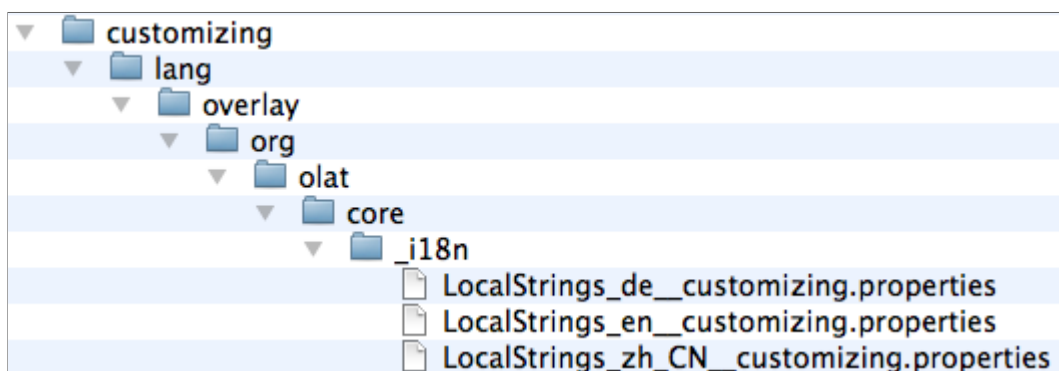 customizing
lang
overlay
org
olat
core
_i18n
LocalStrings_de__customizing.properties
LocalStrings_en__customizing.properties
LocalStrings_zh_CN__customizing.properties